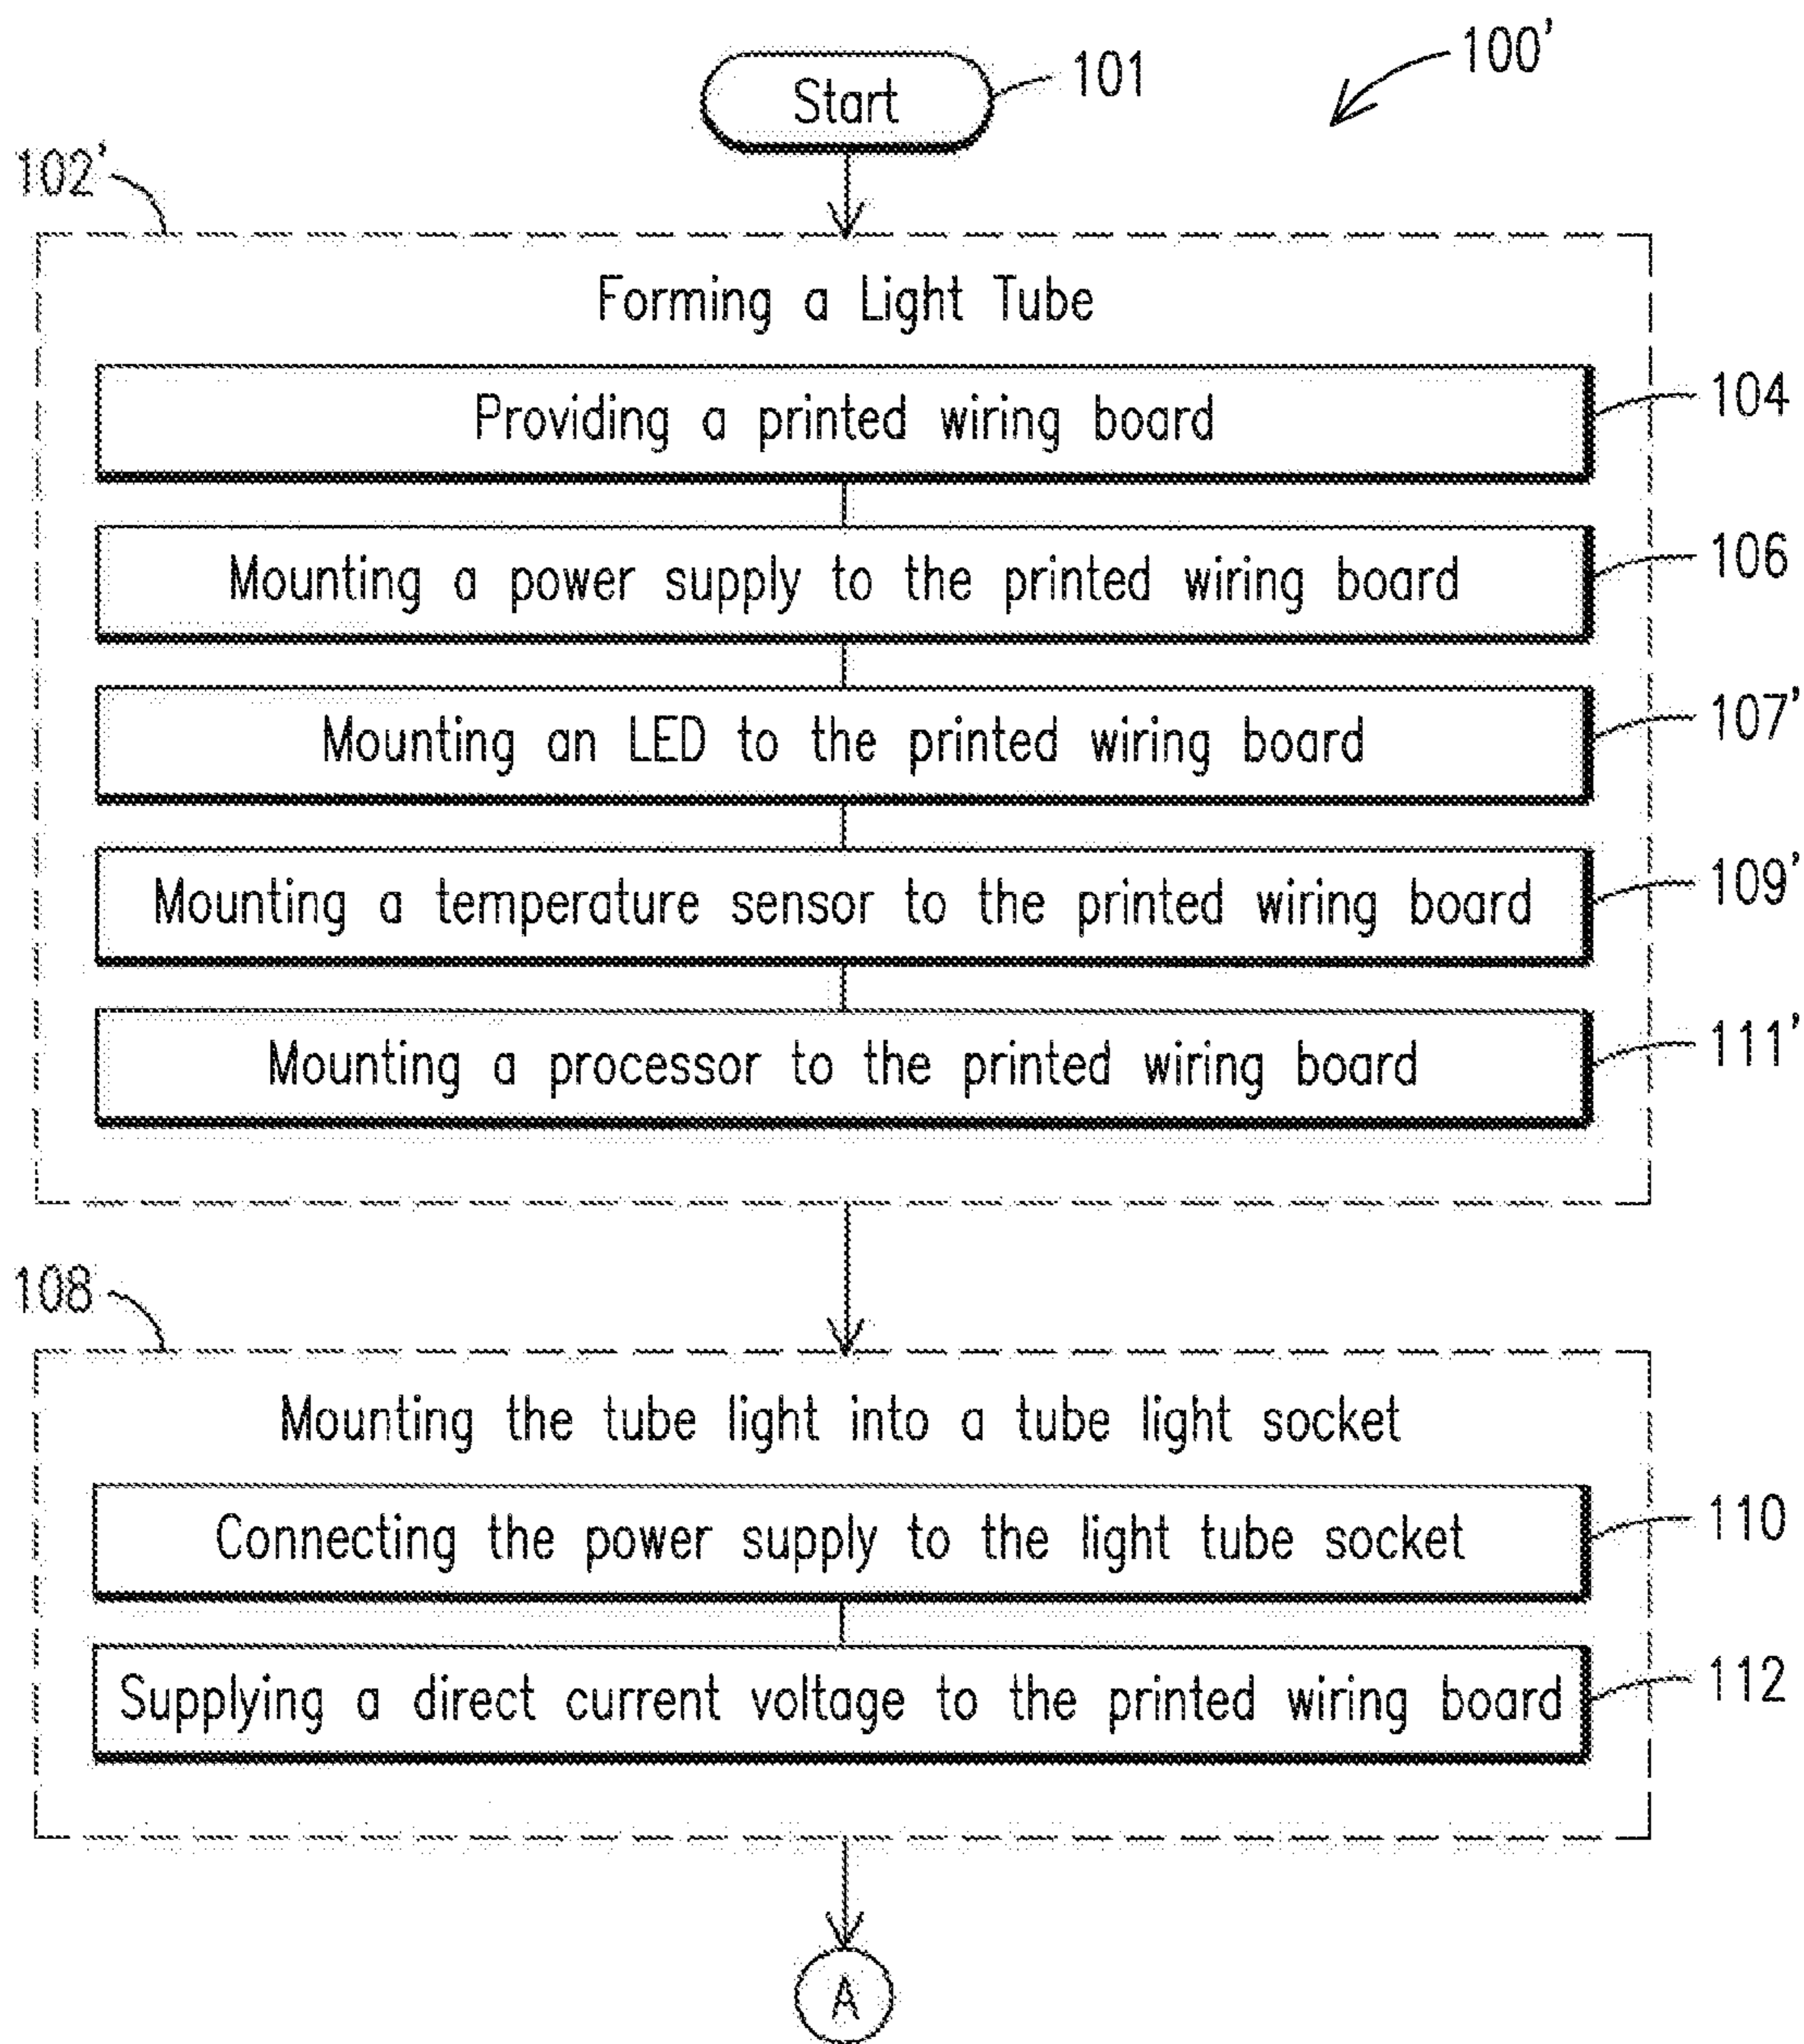 100'
Start
101
102'
Forming a Light Tube
Providing a printed wiring board
104
Mounting a power supply to the printed wiring board
106
Mounting an LED to the printed wiring board
107'
Mounting a temperature sensor to the printed wiring board
109'
Mounting a processor to the printed wiring board
111'
108
Mounting the tube light into a tube light socket
Connecting the power supply to the light tube socket
110
Supplying a direct current voltage to the printed wiring board
112
A